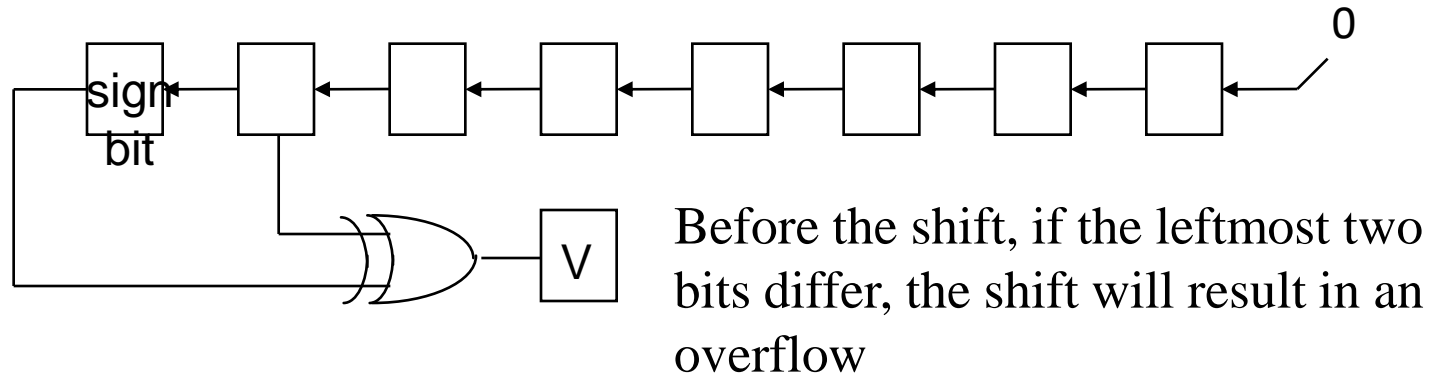 0
sign
bit
V
Before the shift, if the leftmost two
bits differ, the shift will result in an
overflow